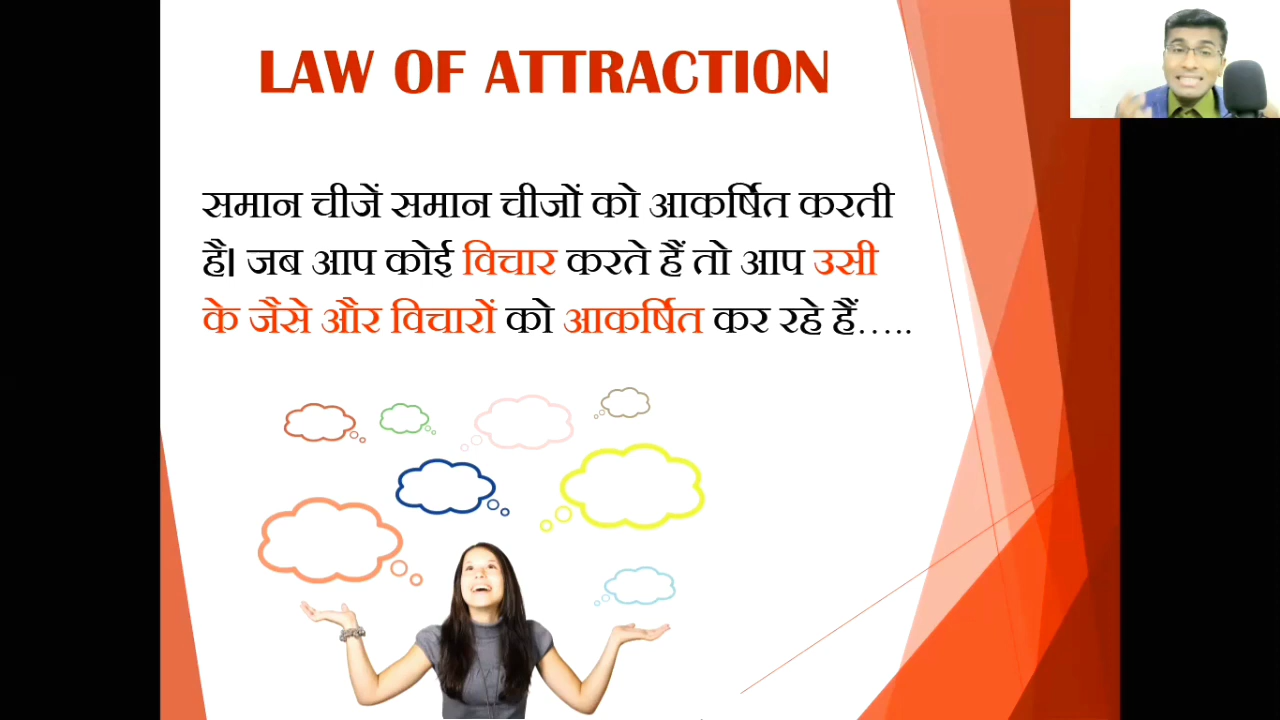 LAW OF ATTRACTION
समान चीजें समान चीजों को आकर्षित करती
है। जब आप कोई विचार करते हैं तो आप उसी
के जैसे और विचारों को आकर्षित कर रहे हैं…..